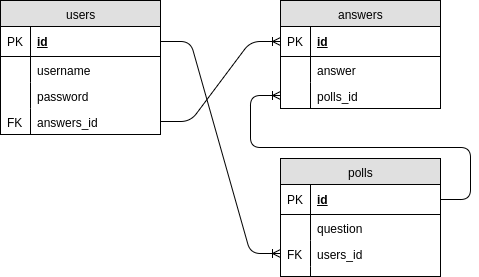 users
PK id
username
password
FK answers_id
answers
PK id
answer
polls_id
polls
PK id
question
FK users_id